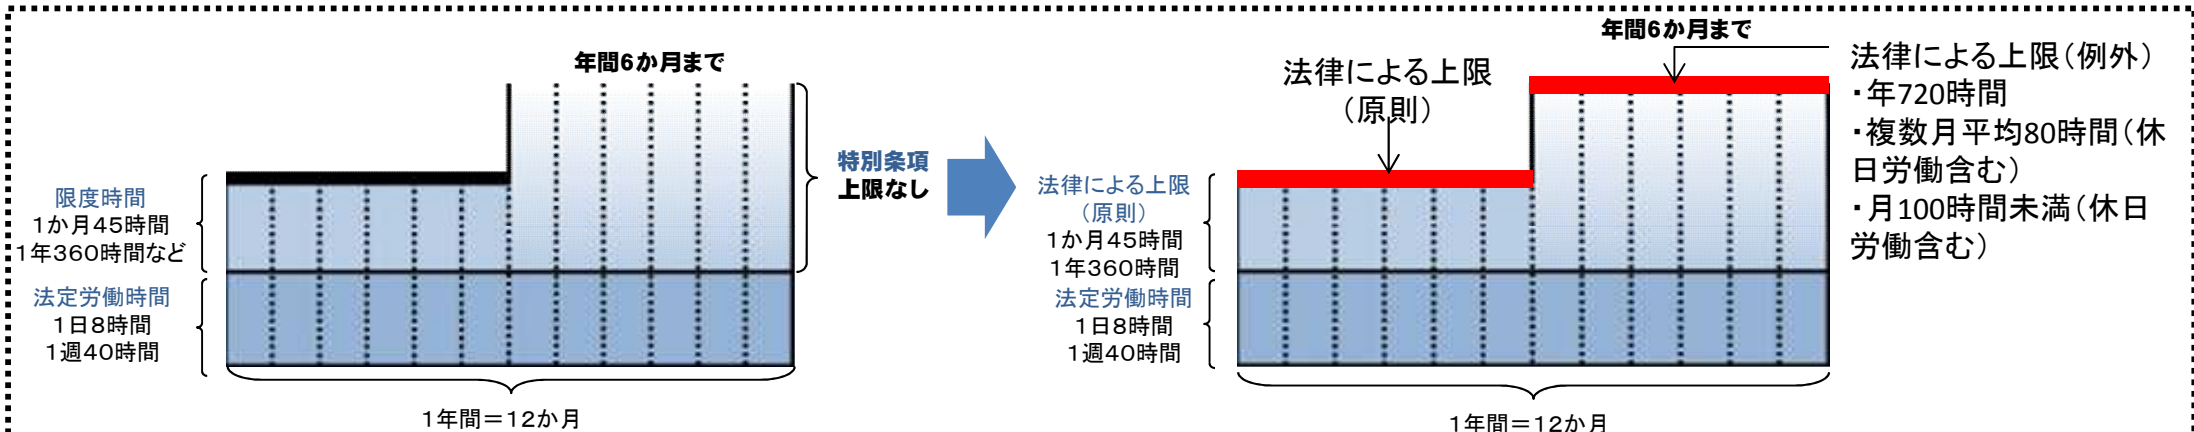 年間6か月まで
限度時間
1か月45時間
1年360時間など
法定労働時間
1日8時間
1週40時間
特別条項
上限なし
1年間＝12か月
年間6か月まで
法律による上限
（原則）
法律による上限
（原則）
1か月45時間
1年360時間
法定労働時間
1日8時間
1週40時間
1年間＝12か月
法律による上限（例外）
・年720時間
・複数月平均80時間（休
日労働含む）
・月100時間未満（休日
労働含む）